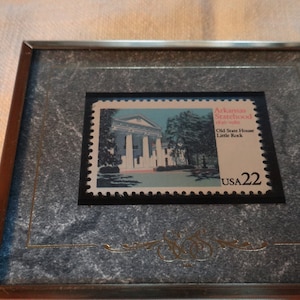 Arkansas
Statehood
1836-1986
Old State House
Little Rock
USA 22